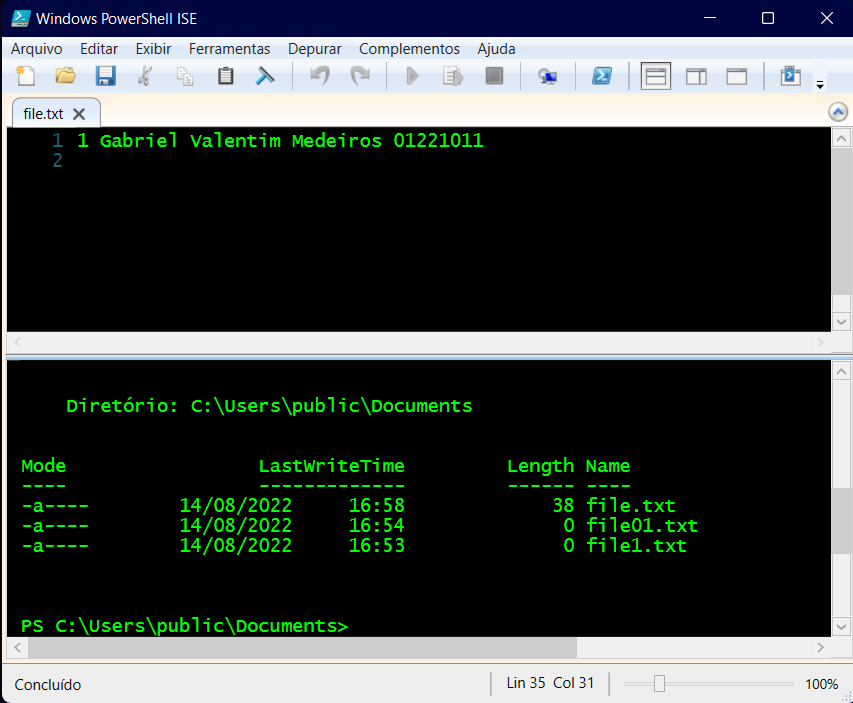 Windows PowerShell ISE
Arquivo Editar Exibir Ferramentas Depurar Complementos Ajuda
file.txt
1 1 Gabriel Valentim Medeiros 01221011
2
Diretório: C:\Users\public\Documents
Mode LastWriteTime Length Name
---- ------------- ------ ----
-a---- 14/08/2022 16:58 38 file.txt
-a---- 14/08/2022 16:54 0 file01.txt
-a---- 14/08/2022 16:53 0 file1.txt
PS C:\Users\public\Documents>
Concluído Lin 35 Col 31 100%